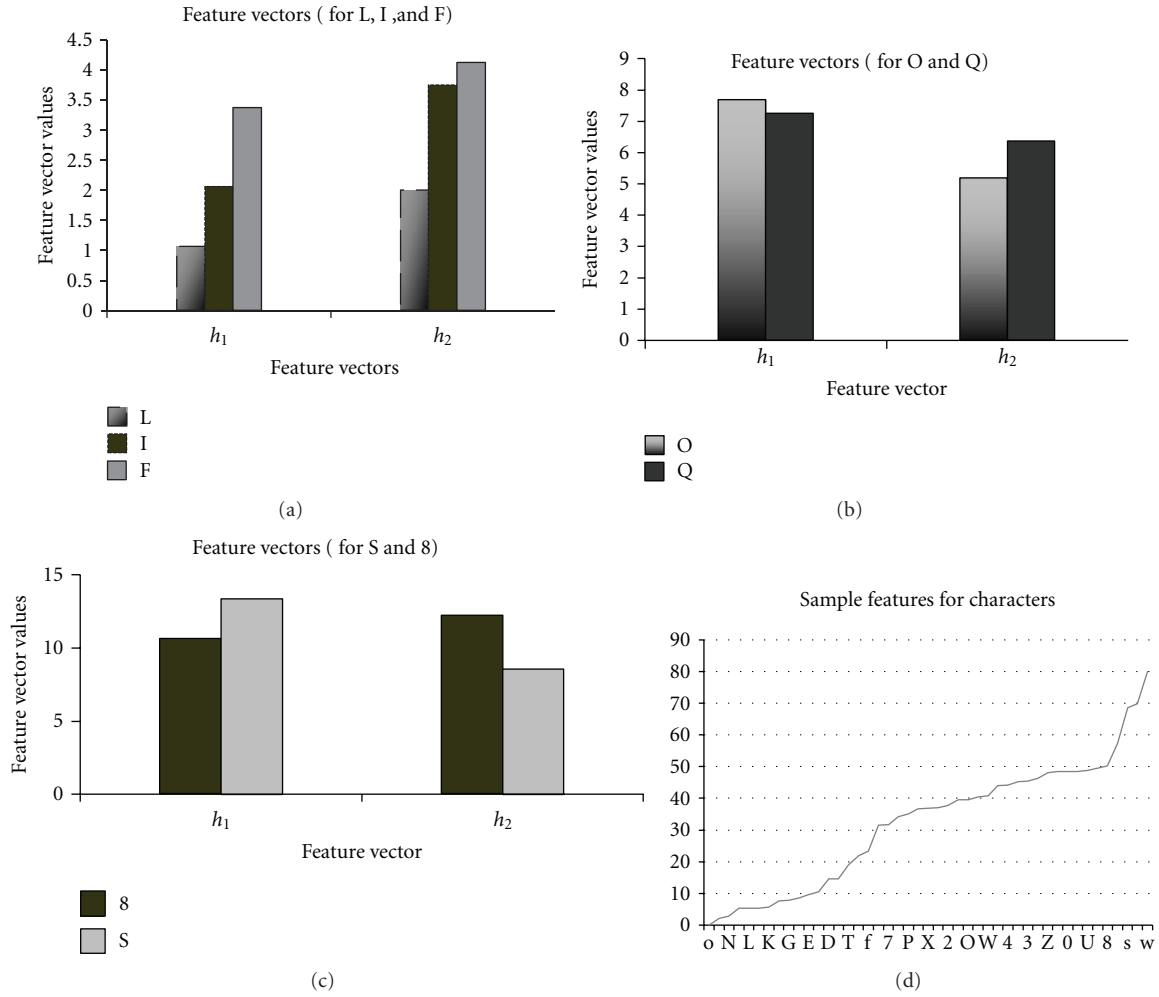 Feature vectors ( for L, I ,and F)
Feature vector values
4.5
4
3.5
3
2.5
2
1.5
1
0.5
0
h1
h2
Feature vectors
L
I
F
(a)
Feature vectors ( for O and Q)
Feature vector values
9
8
7
6
5
4
3
2
1
0
h1
h2
Feature vector
O
Q
(b)
Feature vectors ( for S and 8)
Feature vector values
15
10
5
0
h1
h2
Feature vector
8
S
(c)
Sample features for characters
90
80
70
60
50
40
30
20
10
0
o N L K G E D T f 7 P X 2 O W 4 3 Z 0 U 8 s w
(d)